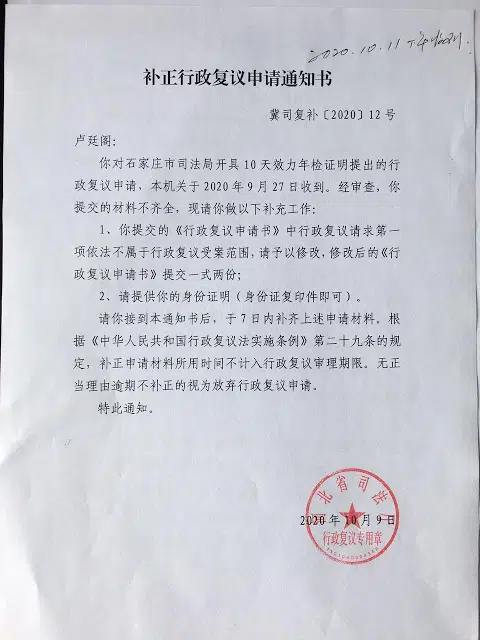 2020.10.11下午收到.
补正行政复议申请通知书
冀司复补〔2020〕12号
卢廷阁:
你对石家庄市司法局开具10天效力年检证明提出的行
政复议申请,本机关于2020年9月27日收到。经审查,你
提交的材料不齐全,现请你做以下补充工作:
1、你提交的《行政复议申请书》中行政复议请求第一
项依法不属于行政复议受案范围,请予以修改,修改后的《行
政复议申请书》提交一式两份;
2、请提供你的身份证明(身份证复印件即可)。
请你接到本通知书后,于7日内补齐上述申请材料。根
据《中华人民共和国行政复议法实施条例》第二十九条的规
定,补正申请材料所用时间不计入行政复议审理期限。无正
当理由逾期不补正的视为放弃行政复议申请。
特此通知。
北省司法
2020年10月9日
行政复议专用章